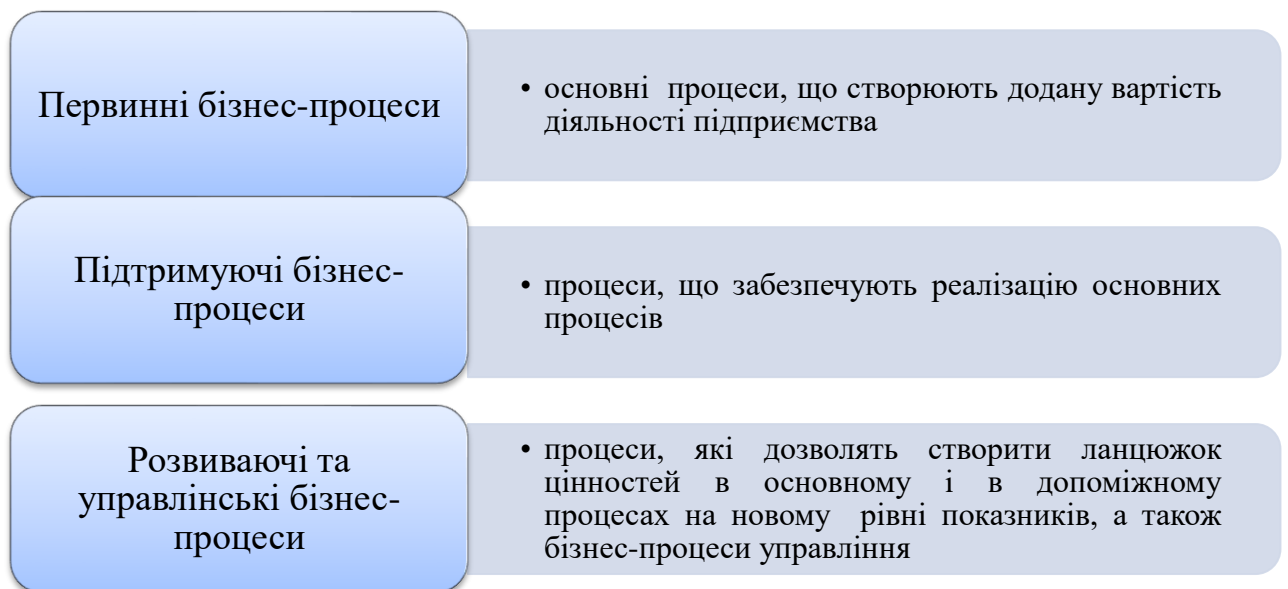 Первинні бізнес-процеси
• основні процеси, що створюють додану вартість
діяльності підприємства
Підтримуючі бізнес-
процеси
• процеси, що забезпечують реалізацію основних
процесів
Розвиваючі та
управлінські бізнес-
процеси
• процеси, які дозволять створити ланцюжок
цінностей в основному і в допоміжному
процесах на новому рівні показників, а також
бізнес-процеси управління